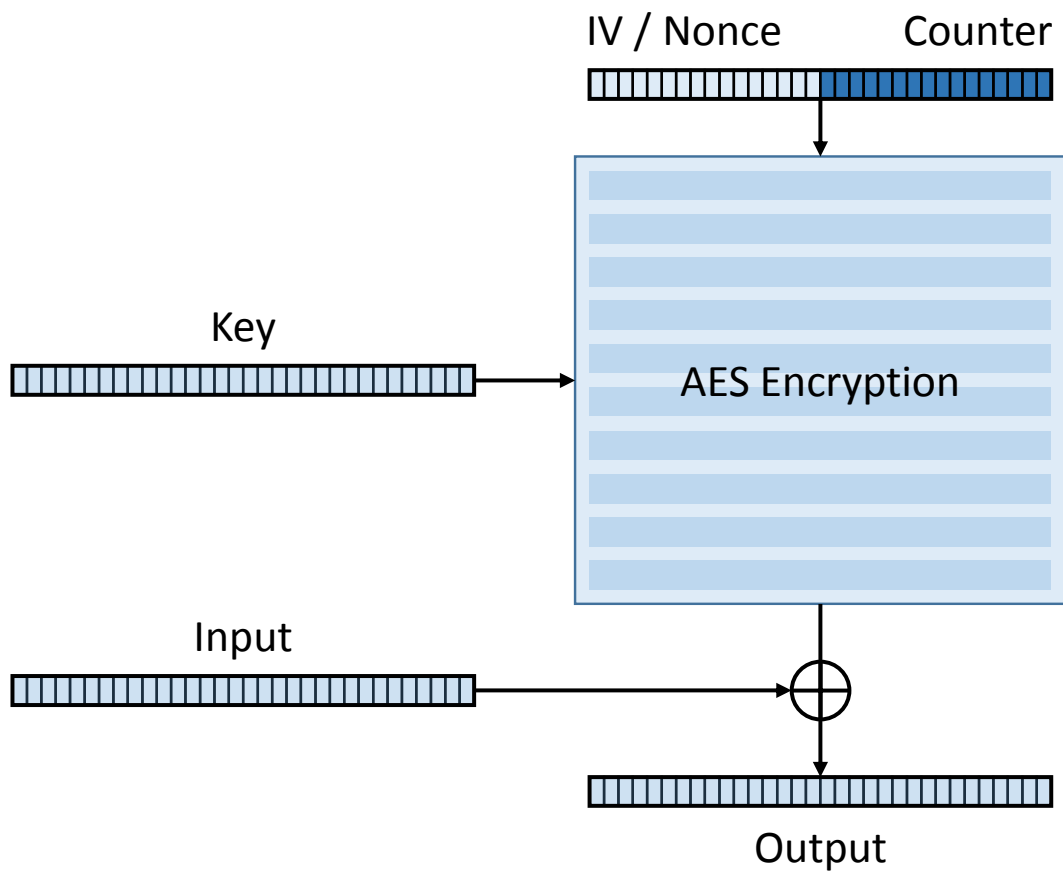 IV / Nonce
Counter
Key
AES Encryption
Input
Output